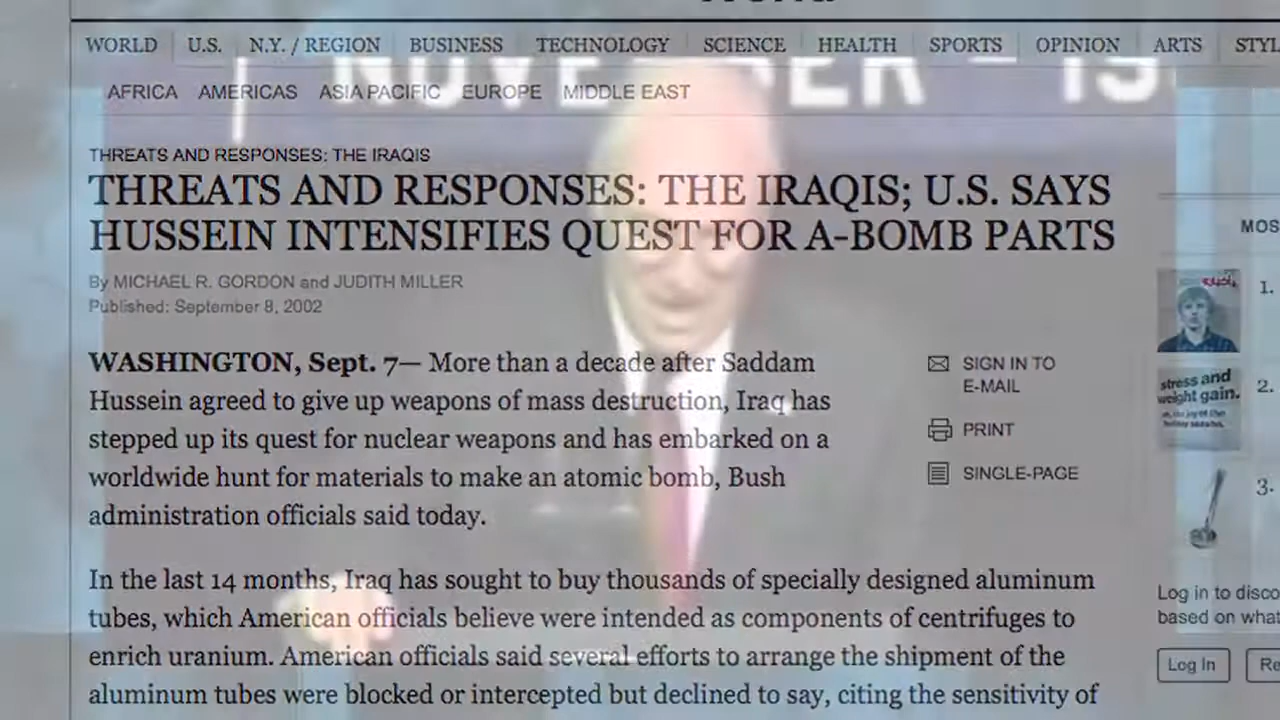 WORLD U.S. N.Y. / REGION BUSINESS TECHNOLOGY SCIENCE HEALTH SPORTS OPINION ARTS
AFRICA AMERICAS ASIA PACIFIC EUROPE MIDDLE EAST
THREATS AND RESPONSES: THE IRAQIS
THREATS AND RESPONSES: THE IRAQIS; U.S. SAYS
HUSSEIN INTENSIFIES QUEST FOR A-BOMB PARTS
By MICHAEL R. GORDON and JUDITH MILLER
Published: September 8, 2002
WASHINGTON, Sept. 7— More than a decade after Saddam
Hussein agreed to give up weapons of mass destruction, Iraq has
stepped up its quest for nuclear weapons and has embarked on a
worldwide hunt for materials to make an atomic bomb, Bush
administration officials said today.
In the last 14 months, Iraq has sought to buy thousands of specially designed aluminum
tubes, which American officials believe were intended as components of centrifuges to
enrich uranium. American officials said several efforts to arrange the shipment of the
aluminum tubes were blocked or intercepted but declined to say, citing the sensitivity of
SIGN IN TO
E-MAIL
PRINT
SINGLE-PAGE
MOS
1.
2.
stress and
weight gain.
3.
Log in to disco
based on what
Log In
Re